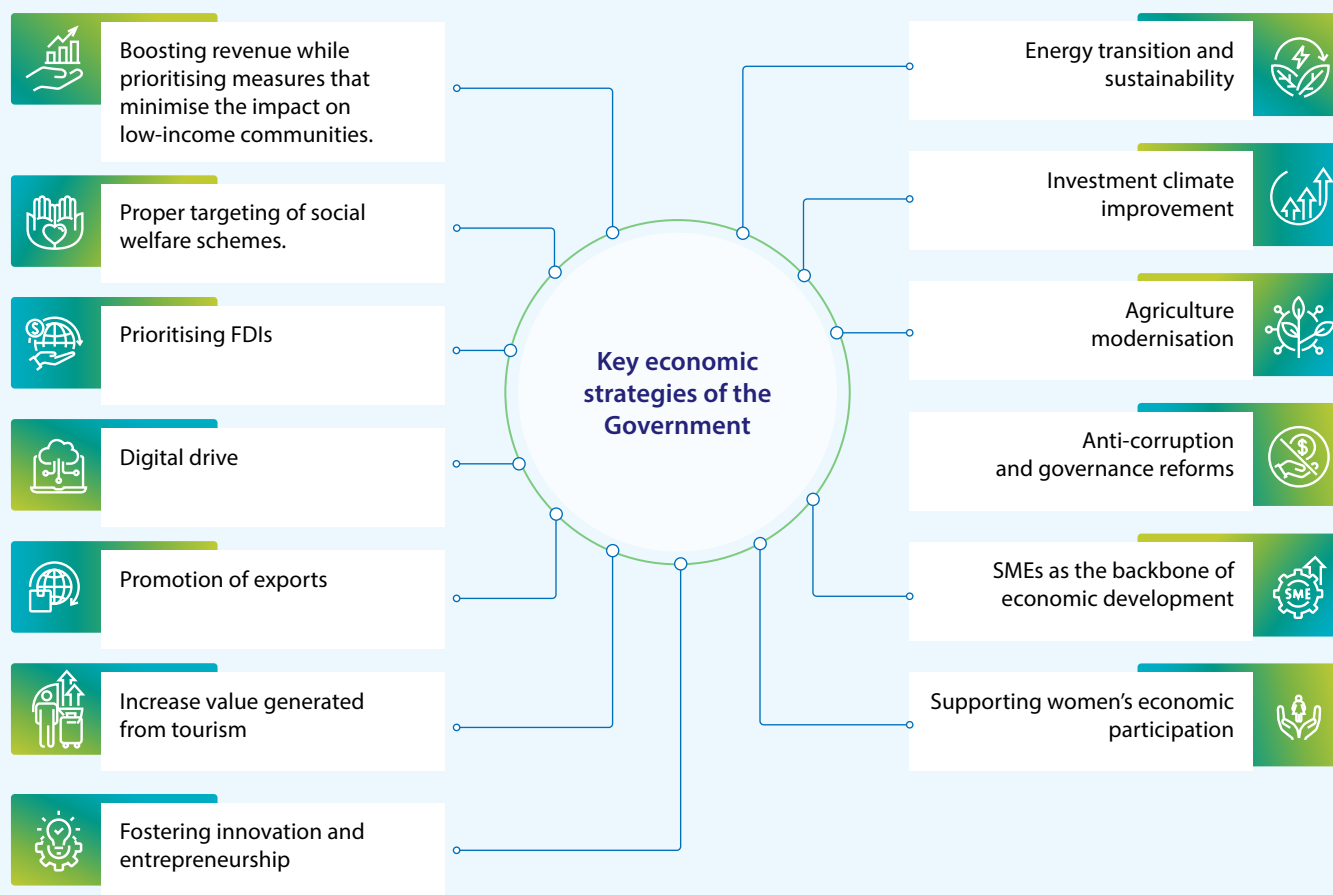 Boosting revenue while
prioritising measures that
minimise the impact on
low-income communities.
Proper targeting of social
welfare schemes.
Prioritising FDIs
Digital drive
Promotion of exports
Increase value generated
from tourism
Fostering innovation and
entrepreneurship
Key economic
strategies of the
Government
Energy transition and
sustainability
Investment climate
improvement
Agriculture
modernisation
Anti-corruption
and governance reforms
SMEs as the backbone of
economic development
SME
Supporting women’s economic
participation